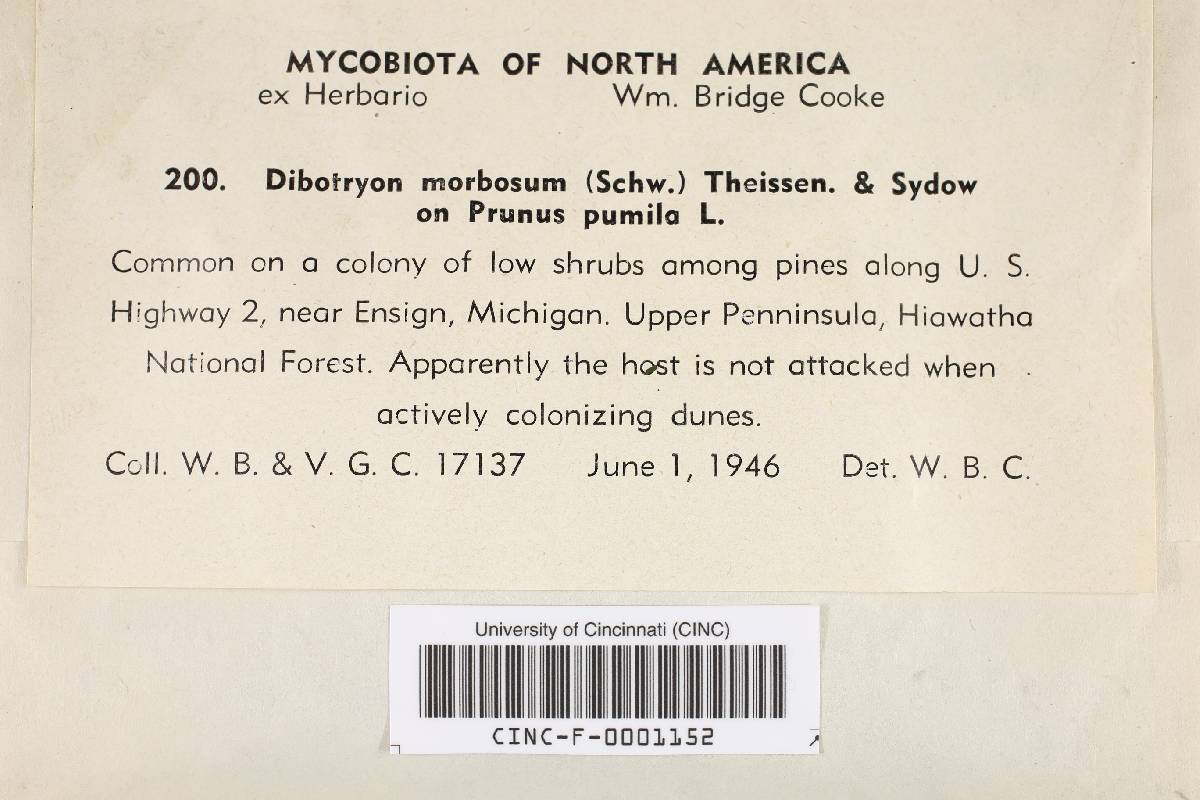 MYCOBIOTA OF NORTH AMERICA
ex Herbario Wm. Bridge Cooke
200. Dibotryon morbosum (Schw.) Theissen. & Sydow
on Prunus pumila L.
Common on a colony of low shrubs among pines along U. S.
Highway 2, near Ensign, Michigan. Upper Penninsula, Hiawatha
National Forest. Apparently the host is not attacked when
actively colonizing dunes.
Coll. W. B. & V. G. C. 17137 June 1, 1946 Det. W. B. C.
University of Cincinnati (CINC)
CINC-F-0001152